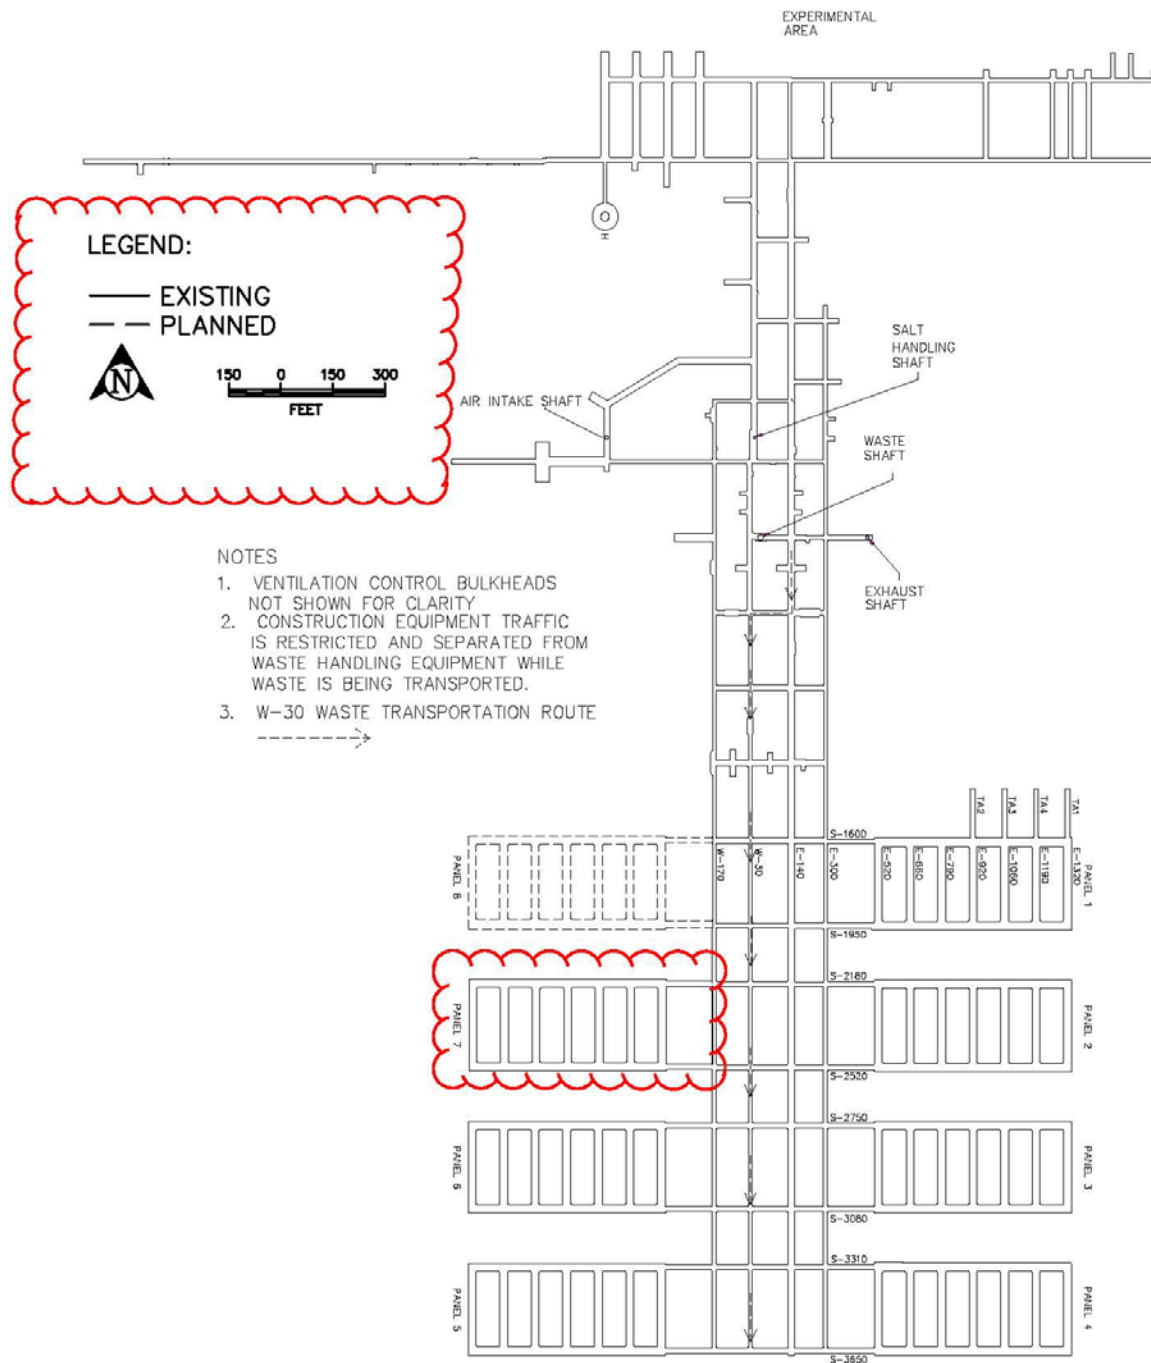 EXPERIMENTAL
AREA
LEGEND:
EXISTING
PLANNED
N
150 0 150 300
FEET
SALT
HANDLING
SHAFT
AIR INTAKE SHAFT
WASTE
SHAFT
EXHAUST
SHAFT
NOTES
1. VENTILATION CONTROL BULKHEADS
NOT SHOWN FOR CLARITY
2. CONSTRUCTION EQUIPMENT TRAFFIC
IS RESTRICTED AND SEPARATED FROM
WASTE HANDLING EQUIPMENT WHILE
WASTE IS BEING TRANSPORTED.
3. W-30 WASTE TRANSPORTATION ROUTE
TA2
TA3
TA4
TA1
S-1600
PANEL 8
W-170
W-30
E-140
E-300
E-520
E-660
E-790
E-920
E-1060
E-1190
E-1320
PANEL 1
S-1950
S-2180
PANEL 7
PANEL 2
S-2520
S-2750
PANEL 6
PANEL 3
S-3080
S-3310
PANEL 5
PANEL 4
S-3650